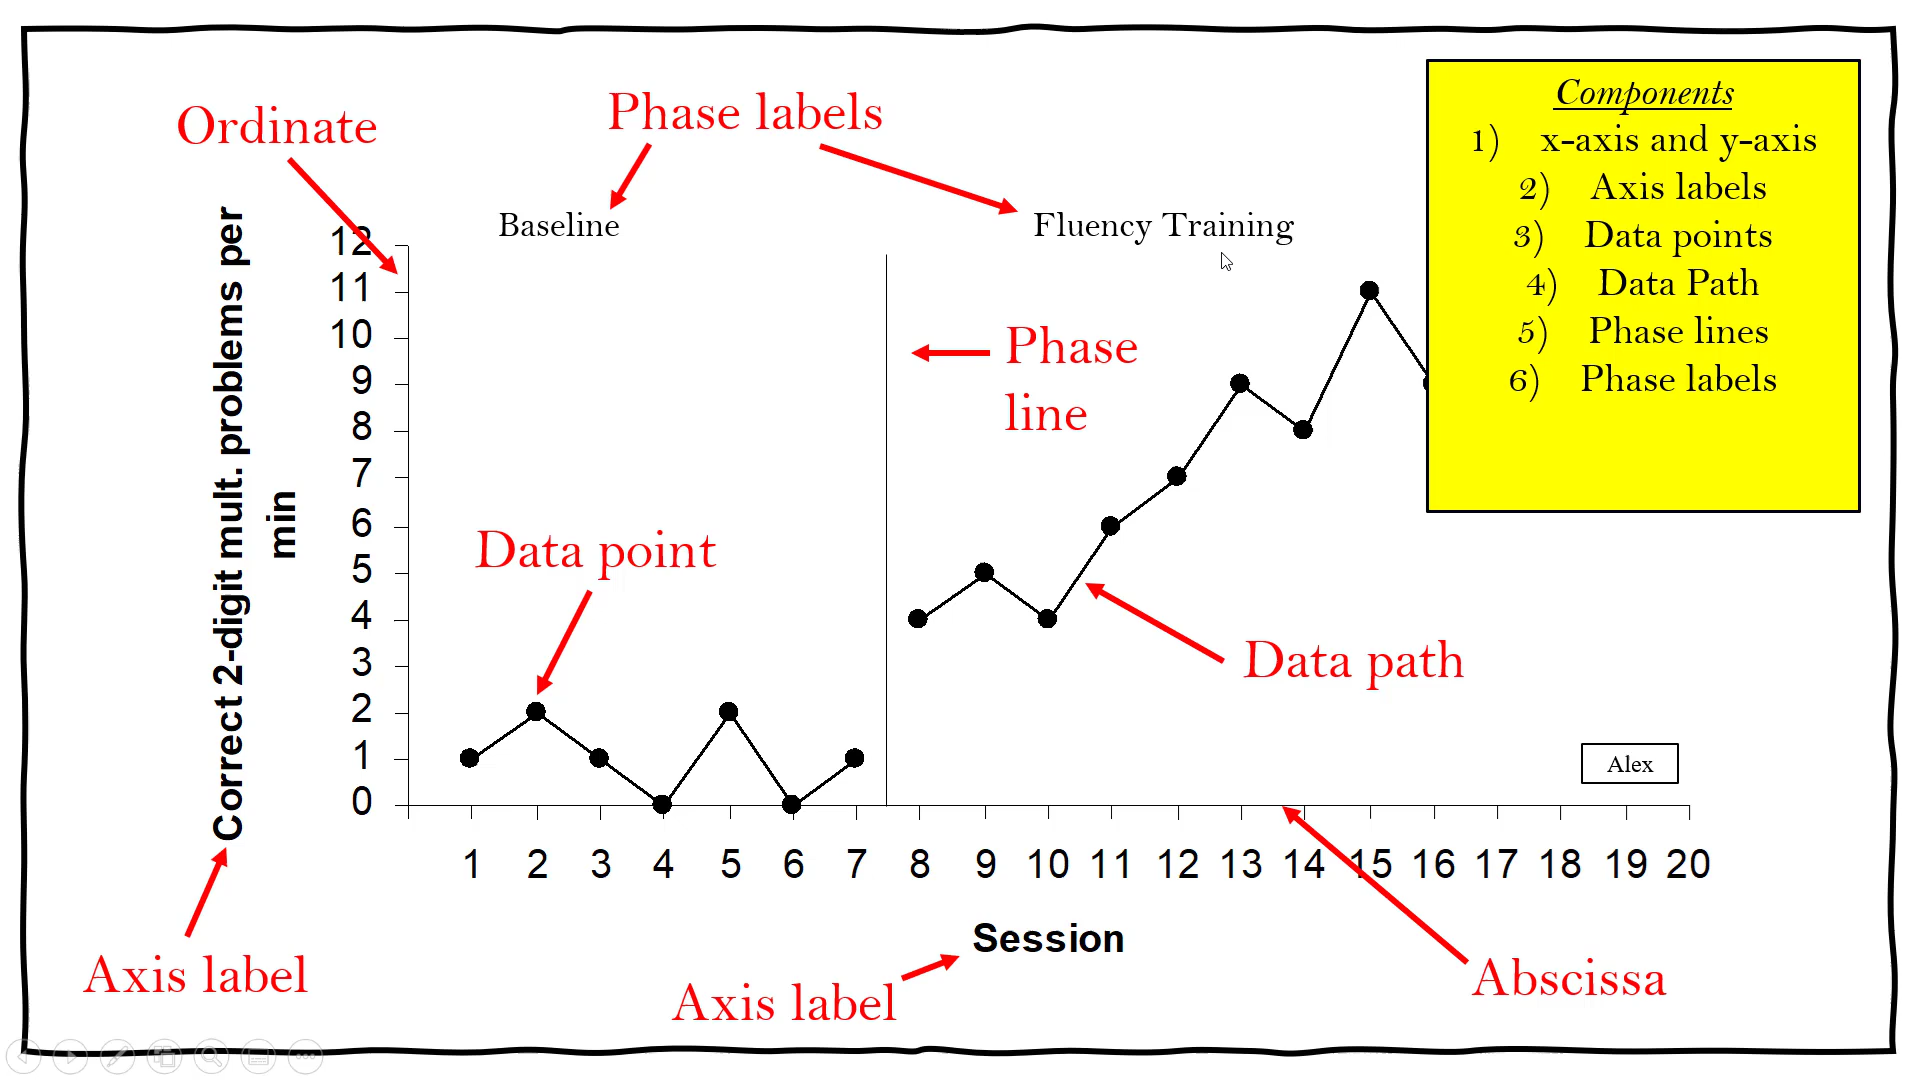 Ordinate
Phase labels
Components
1) x-axis and y-axis
2) Axis labels
3) Data points
4) Data Path
5) Phase lines
6) Phase labels
Baseline
Fluency Training
Correct 2-digit mult. problems per
min
12
11
10
9
8
7
6
5
4
3
2
1
0
Phase
line
Data point
Data path
Alex
1 2 3 4 5 6 7 8 9 10 11 12 13 14 15 16 17 18 19 20
Session
Axis label
Axis label
Abscissa